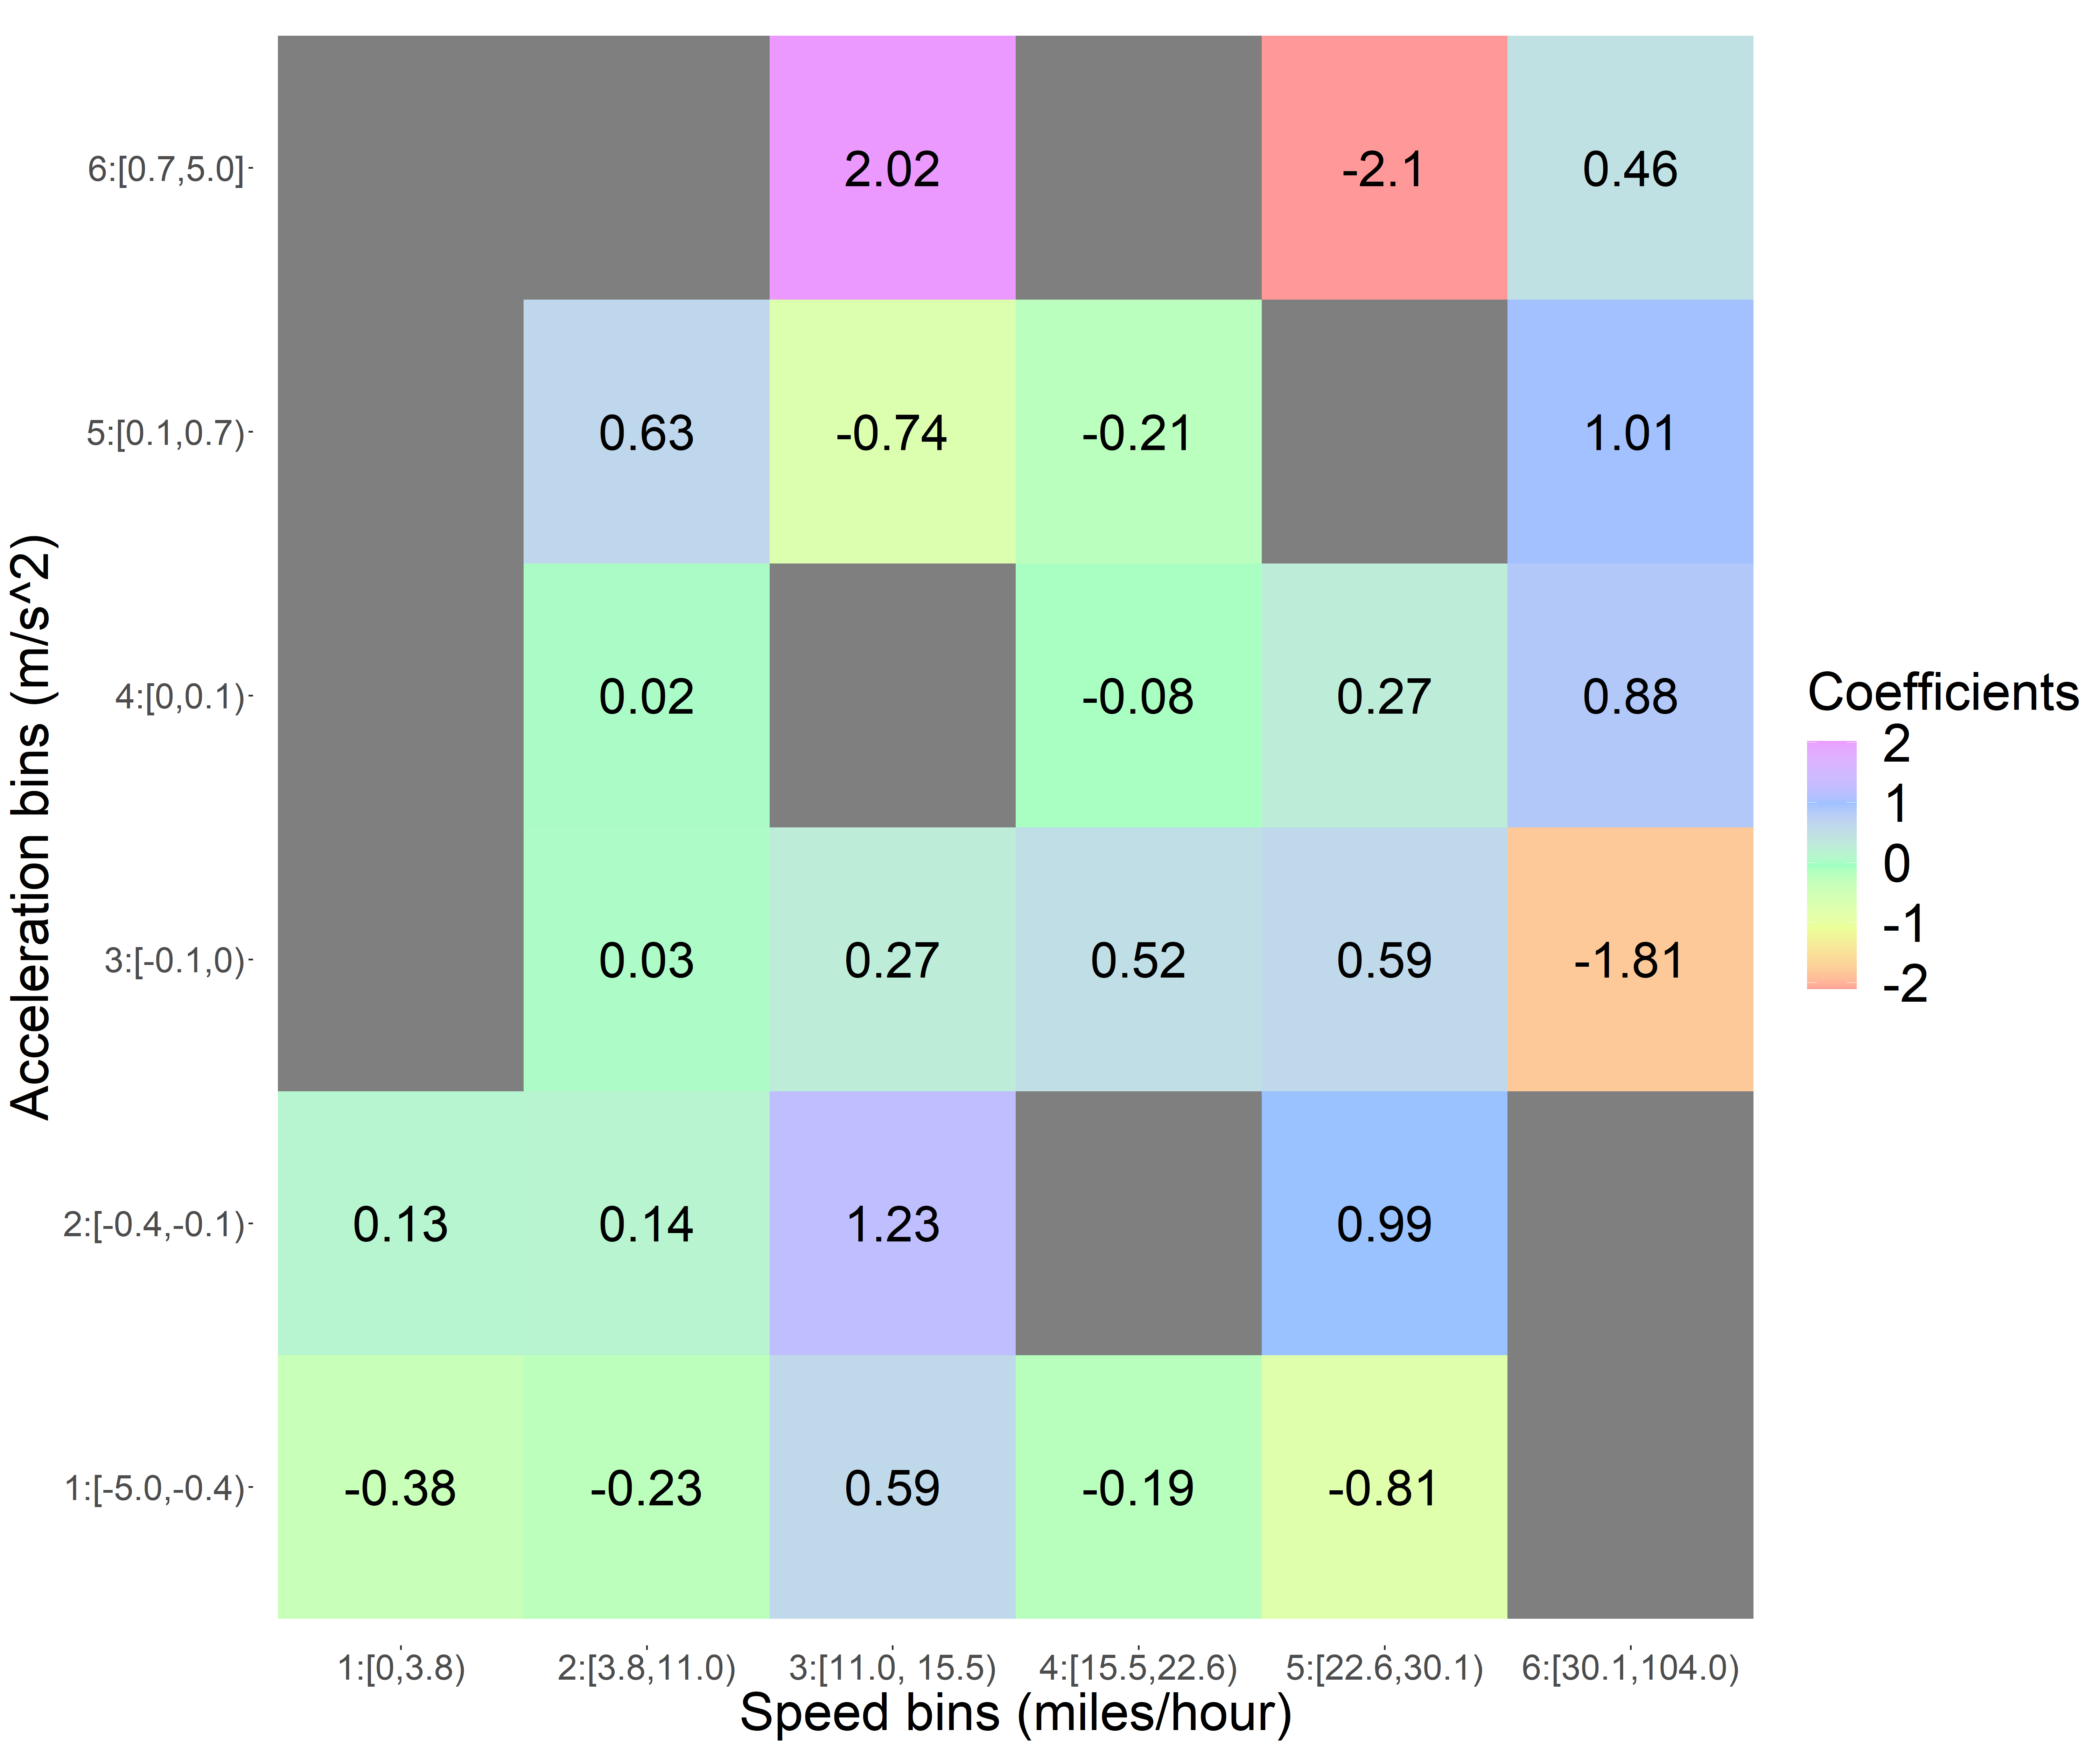 6:[0.7,5.0] 2.02 -2.1 0.46
5:[0.1,0.7) 0.63 -0.74 -0.21 1.01
4:[0,0.1) 0.02 -0.08 0.27 0.88
3:[-0.1,0) 0.03 0.27 0.52 0.59 -1.81
2:[-0.4,-0.1) 0.13 0.14 1.23 0.99
1:[-5.0,-0.4) -0.38 -0.23 0.59 -0.19 -0.81
1:[0,3.8) 2:[3.8,11.0) 3:[11.0, 15.5) 4:[15.5,22.6) 5:[22.6,30.1) 6:[30.1,104.0)
Speed bins (miles/hour)
Acceleration bins (m/s^2)
Coefficients
2
1
0
-1
-2